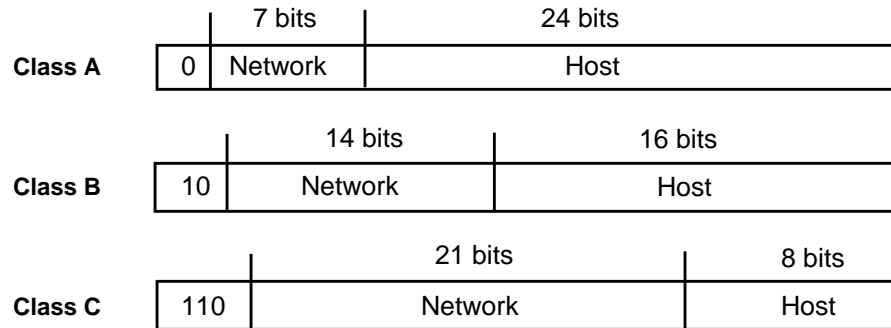 7 bits 24 bits
Class A 0 Network Host
14 bits 16 bits
Class B 10 Network Host
21 bits 8 bits
Class C 110 Network Host